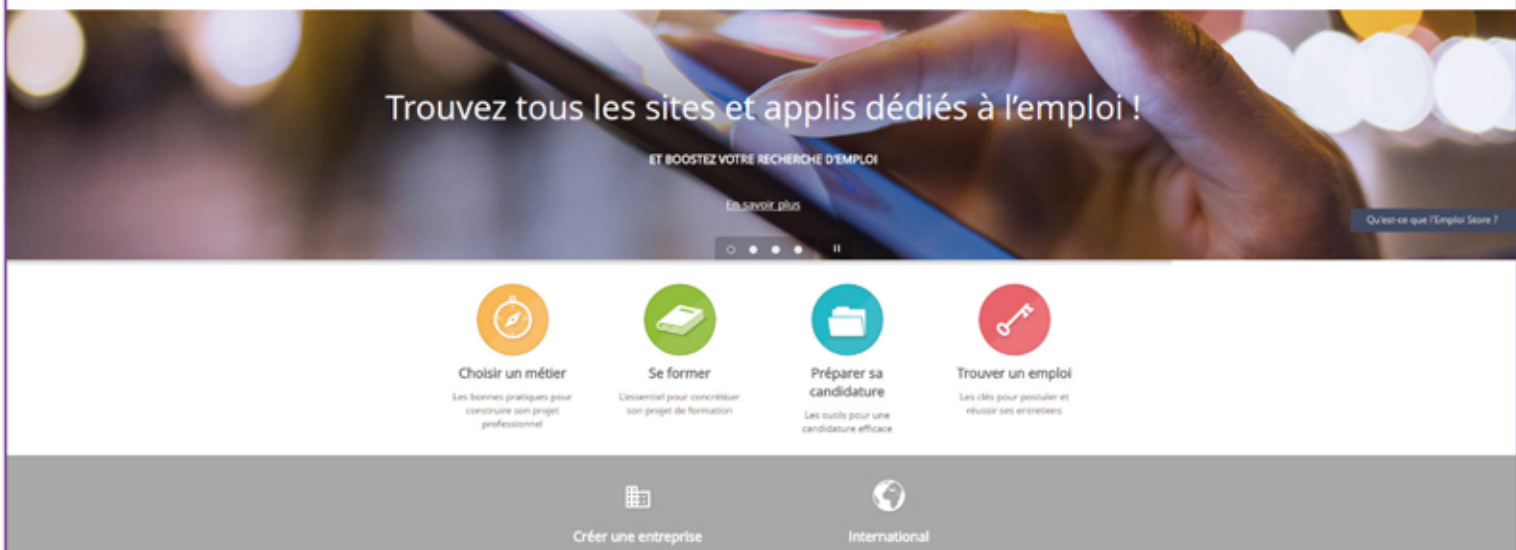 Trouvez tous les sites et applis dédiés à l'emploi !
ET BOOSTEZ VOTRE RECHERCHE D'EMPLOI
En savoir plus
Qu'est-ce que l'Emploi Store ?
Choisir un métier
Les bonnes pratiques pour
construire son projet
professionnel
Se former
L'essentiel pour concrétiser
son projet de formation
Préparer sa
candidature
Les outils pour une
candidature efficace
Trouver un emploi
Les clés pour postuler et
réussir ses entretiens
Créer une entreprise
International